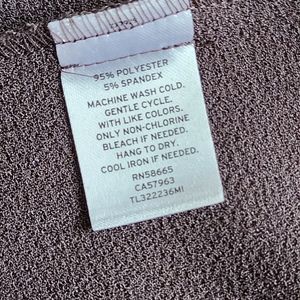 95% POLYESTER
5% SPANDEX
MACHINE WASH COLD.
GENTLE CYCLE.
WITH LIKE COLORS.
ONLY NON-CHLORINE
BLEACH IF NEEDED.
HANG TO DRY.
COOL IRON IF NEEDED.
RN58665
CA57963
TL322236MI